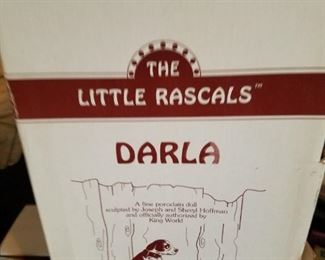 THE
LITTLE RASCALS™
DARLA
A fine porcelain doll
sculpted by Joseph and Sheryl Hoffman
and officially authorized by
King World